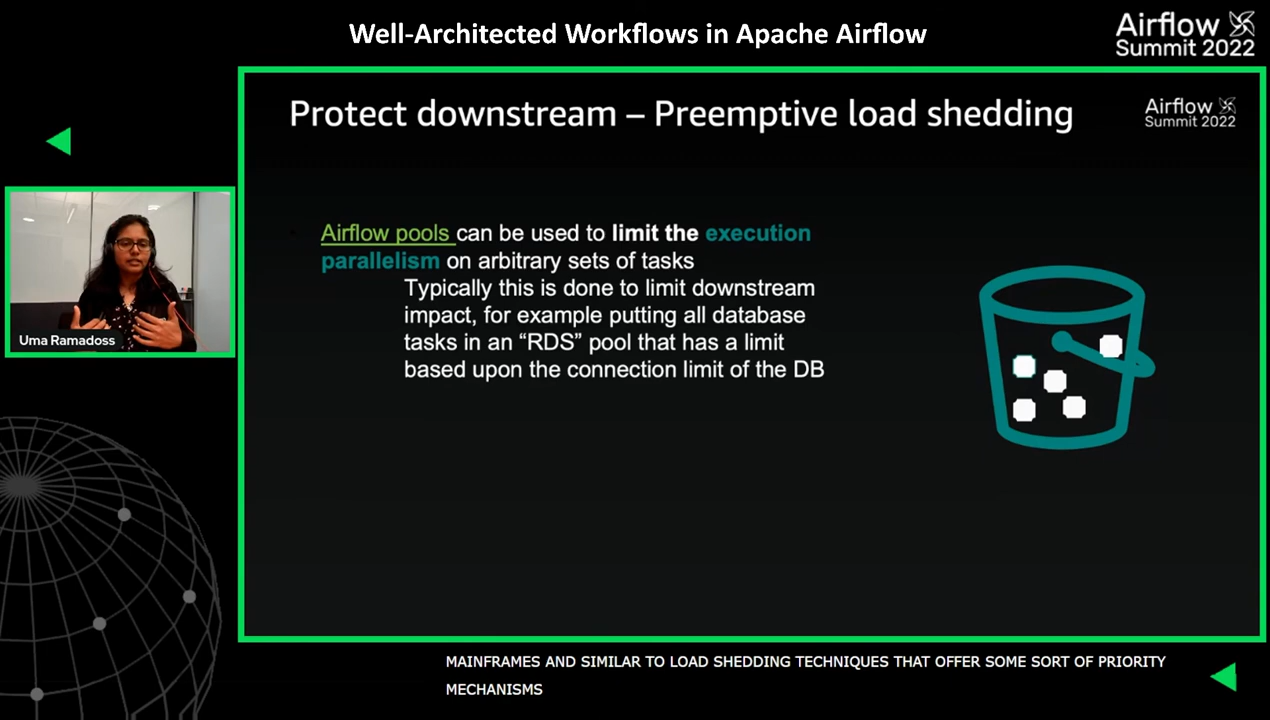 Well-Architected Workflows in Apache Airflow
Airflow
Summit 2022
Protect downstream – Preemptive load shedding
Airflow
Summit 2022
Airflow pools can be used to limit the execution
parallelism on arbitrary sets of tasks
Typically this is done to limit downstream
impact, for example putting all database
tasks in an “RDS” pool that has a limit
based upon the connection limit of the DB
Uma Ramadoss
MAINFRAMES AND SIMILAR TO LOAD SHEDDING TECHNIQUES THAT OFFER SOME SORT OF PRIORITY
MECHANISMS